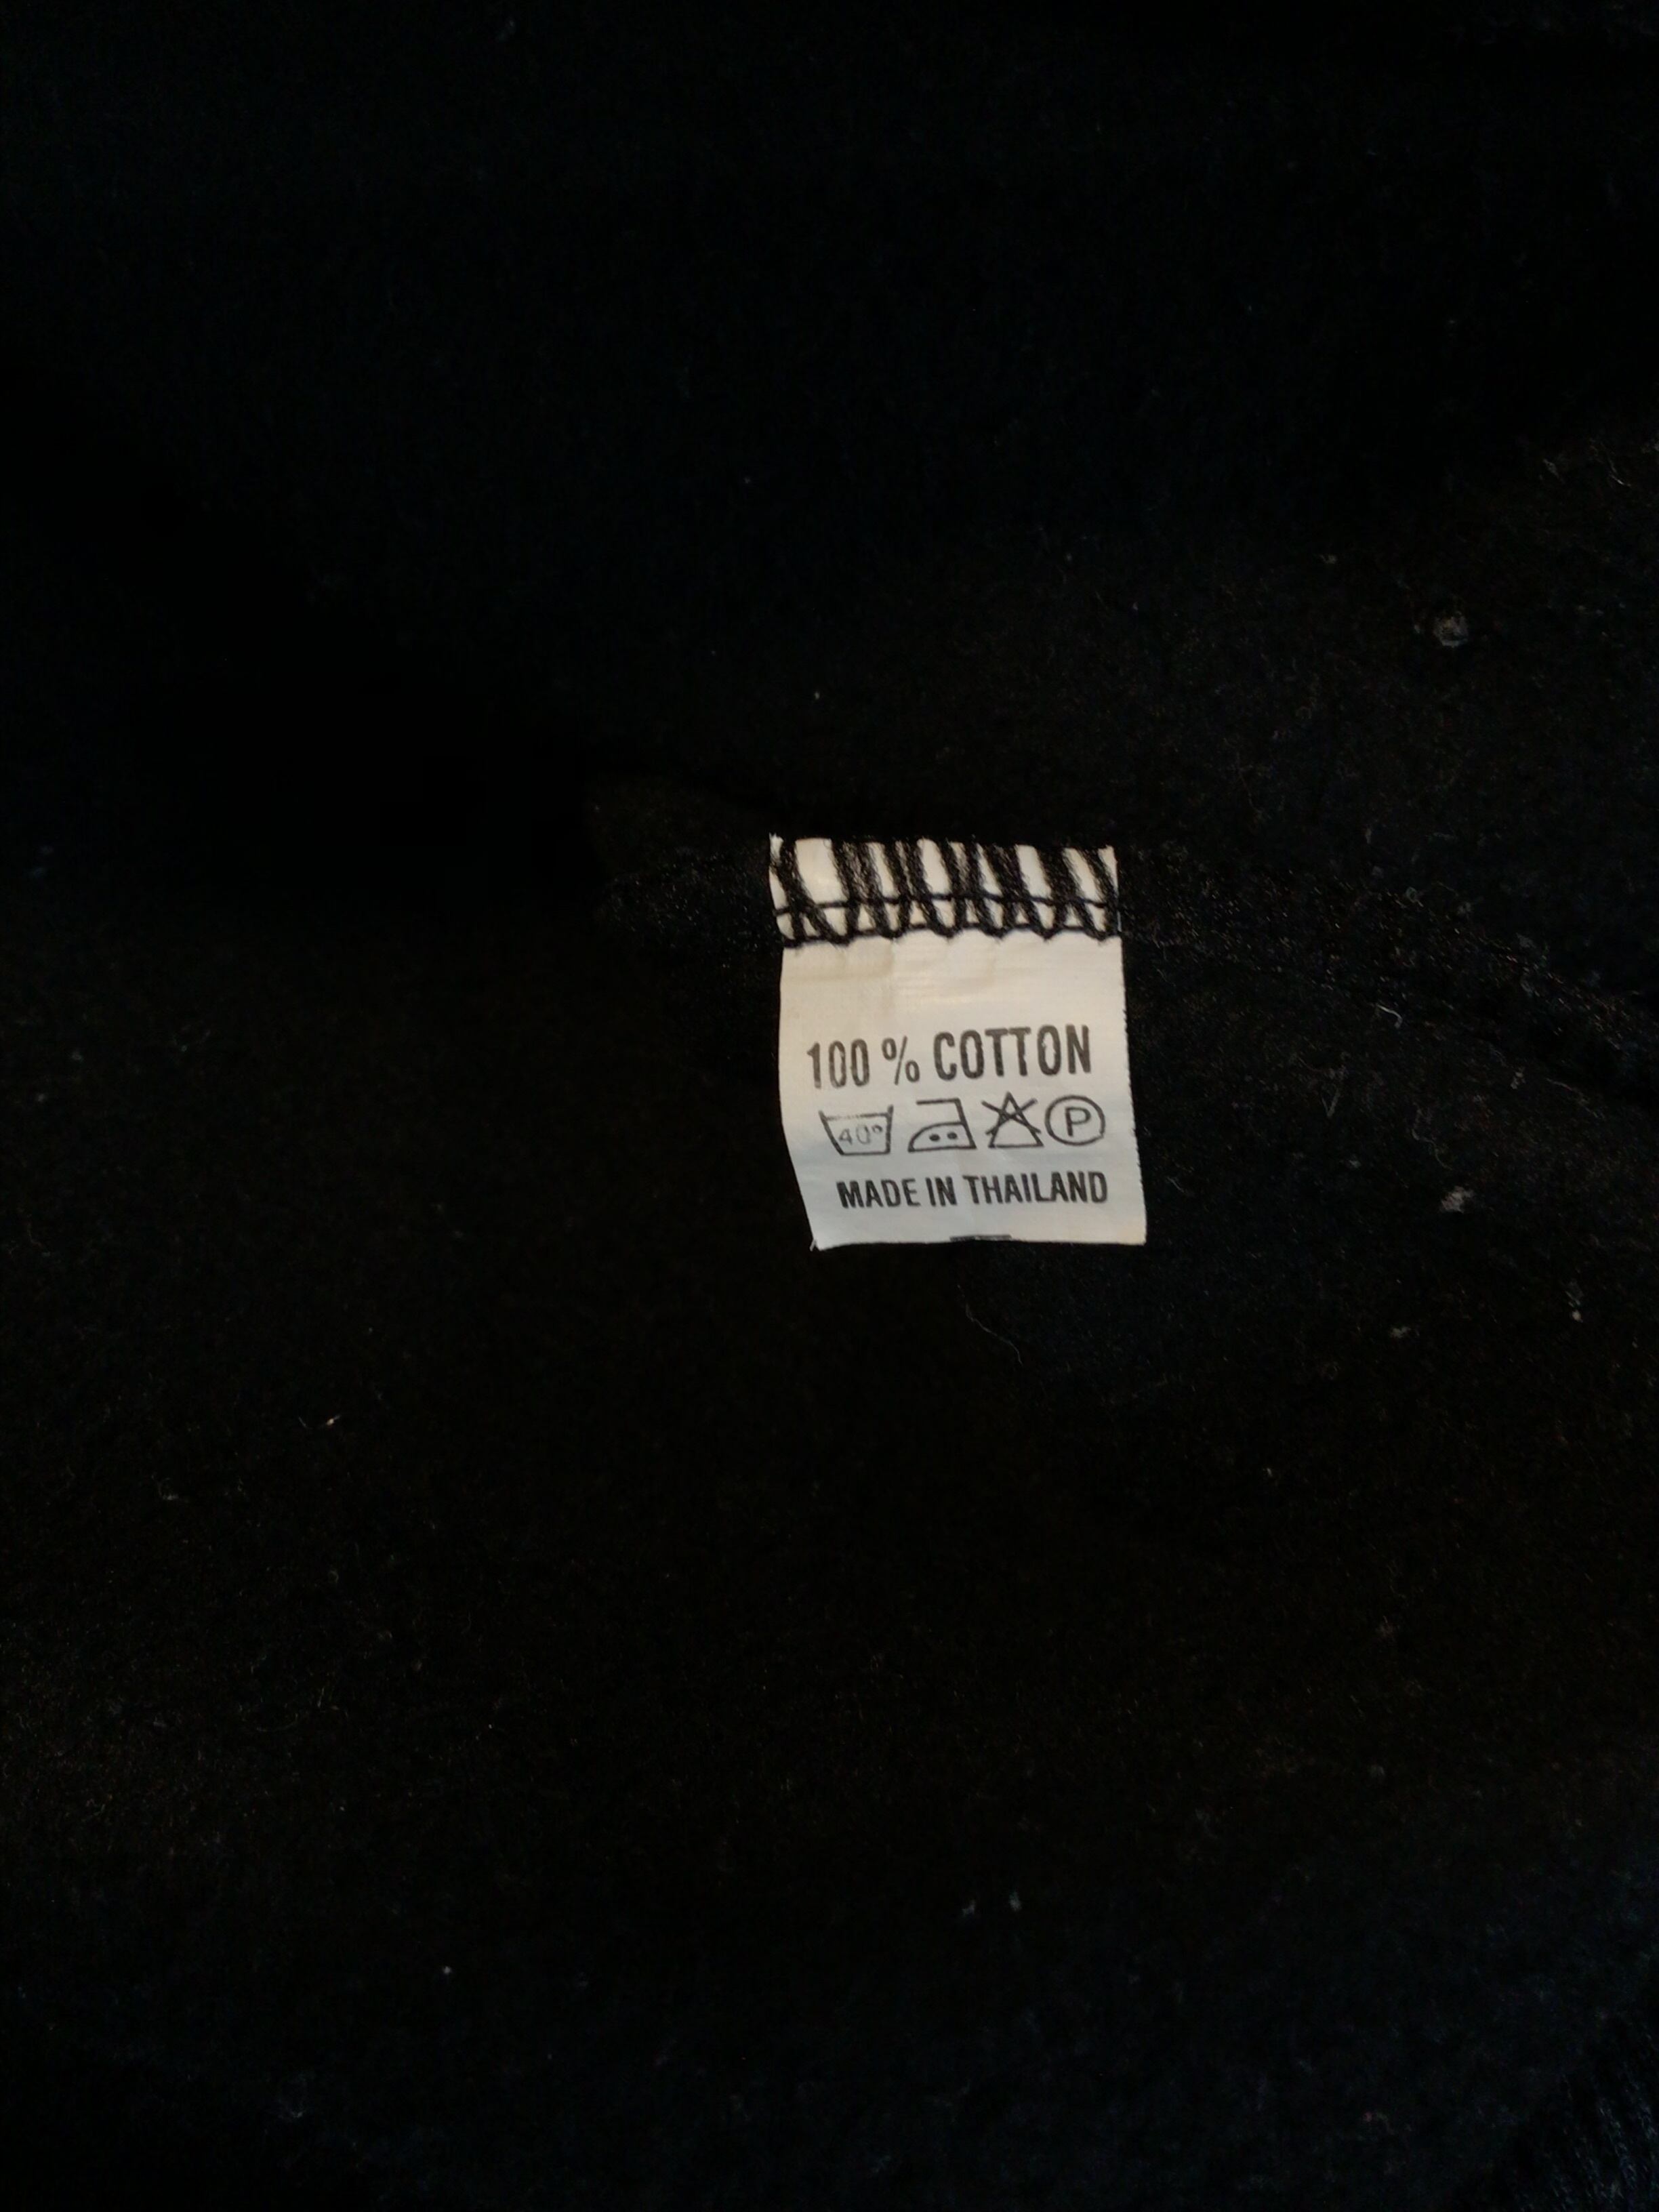 100 % COTTON
40° P
MADE IN THAILAND